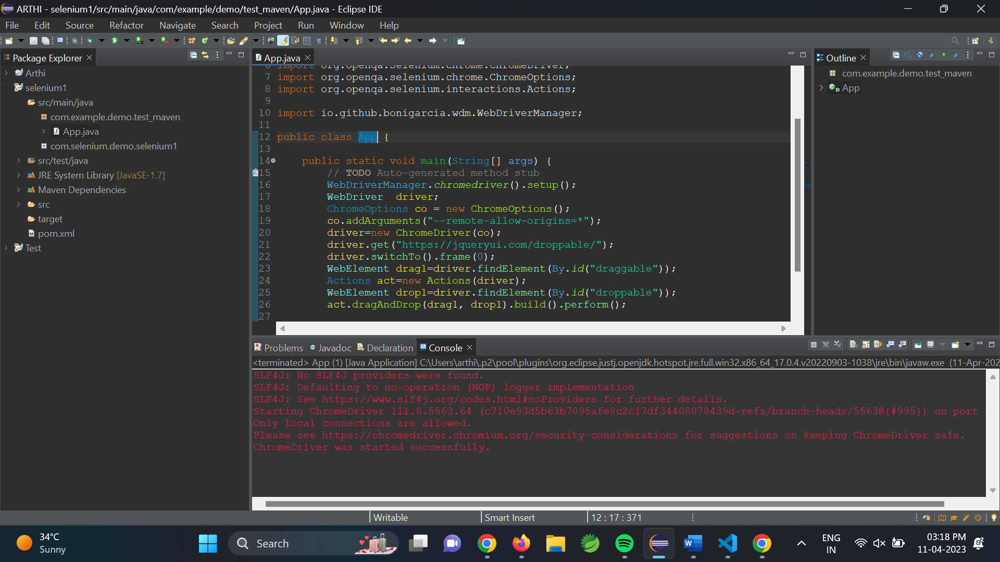 ARTHI - selenium1/src/main/java/com/example/demo/test_maven/App.java - Eclipse IDE
File Edit Source Refactor Navigate Search Project Run Window Help
Package Explorer
Arthi
selenium1
src/main/java
com.example.demo.test_maven
App.java
com.selenium.demo.selenium1
src/test/java
JRE System Library [JavaSE-1.7]
Maven Dependencies
src
target
pom.xml
Test
App.java
6 import org.openqa.selenium.chrome.ChromeDriver;
7 import org.openqa.selenium.chrome.ChromeOptions;
8 import org.openqa.selenium.interactions.Actions;
9
10 import io.github.bonigarcia.wdm.WebDriverManager;
11
12 public class App {
13
14 public static void main(String[] args) {
15 // TODO Auto-generated method stub
16 WebDriverManager.chromedriver().setup();
17 WebDriver  driver;
18 ChromeOptions co = new ChromeOptions();
19 co.addArguments("--remote-allow-origins=*");
20 driver=new ChromeDriver(co);
21 driver.get("https://jqueryui.com/droppable/");
22 driver.switchTo().frame(0);
23 WebElement drag1=driver.findElement(By.id("draggable"));
24 Actions act=new Actions(driver);
25 WebElement drop1=driver.findElement(By.id("droppable"));
26 act.dragAndDrop(drag1, drop1).build().perform();
27
Outline
com.example.demo.test_maven
App
Problems Javadoc Declaration Console
<terminated> App (1) [Java Application] C:\Users\arthi\.p2\pool\plugins\org.eclipse.justj.openjdk.hotspot.jre.full.win32.x86_64_17.0.4.v20220903-1038\jre\bin\javaw.exe (11-Apr-202
SLF4J: No SLF4J providers were found.
SLF4J: Defaulting to no-operation (NOP) logger implementation
SLF4J: See https://www.slf4j.org/codes.html#noProviders for further details.
Starting ChromeDriver 111.0.5563.64 (c710e93d5b63b7095afe8c2c17df34408078439d-refs/branch-heads/5563@{#995}) on port
Only local connections are allowed.
Please see https://chromedriver.chromium.org/security-considerations for suggestions on keeping ChromeDriver safe.
ChromeDriver was started successfully.
Writable Smart Insert 12 : 17 : 371
34°C
Sunny
Search
ENG
IN
03:18 PM
11-04-2023